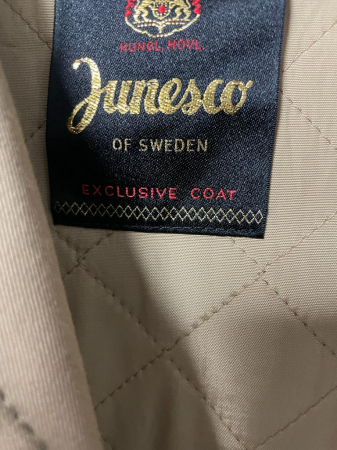 KUNGL. HOVL.
Junesco
OF SWEDEN
EXCLUSIVE COAT